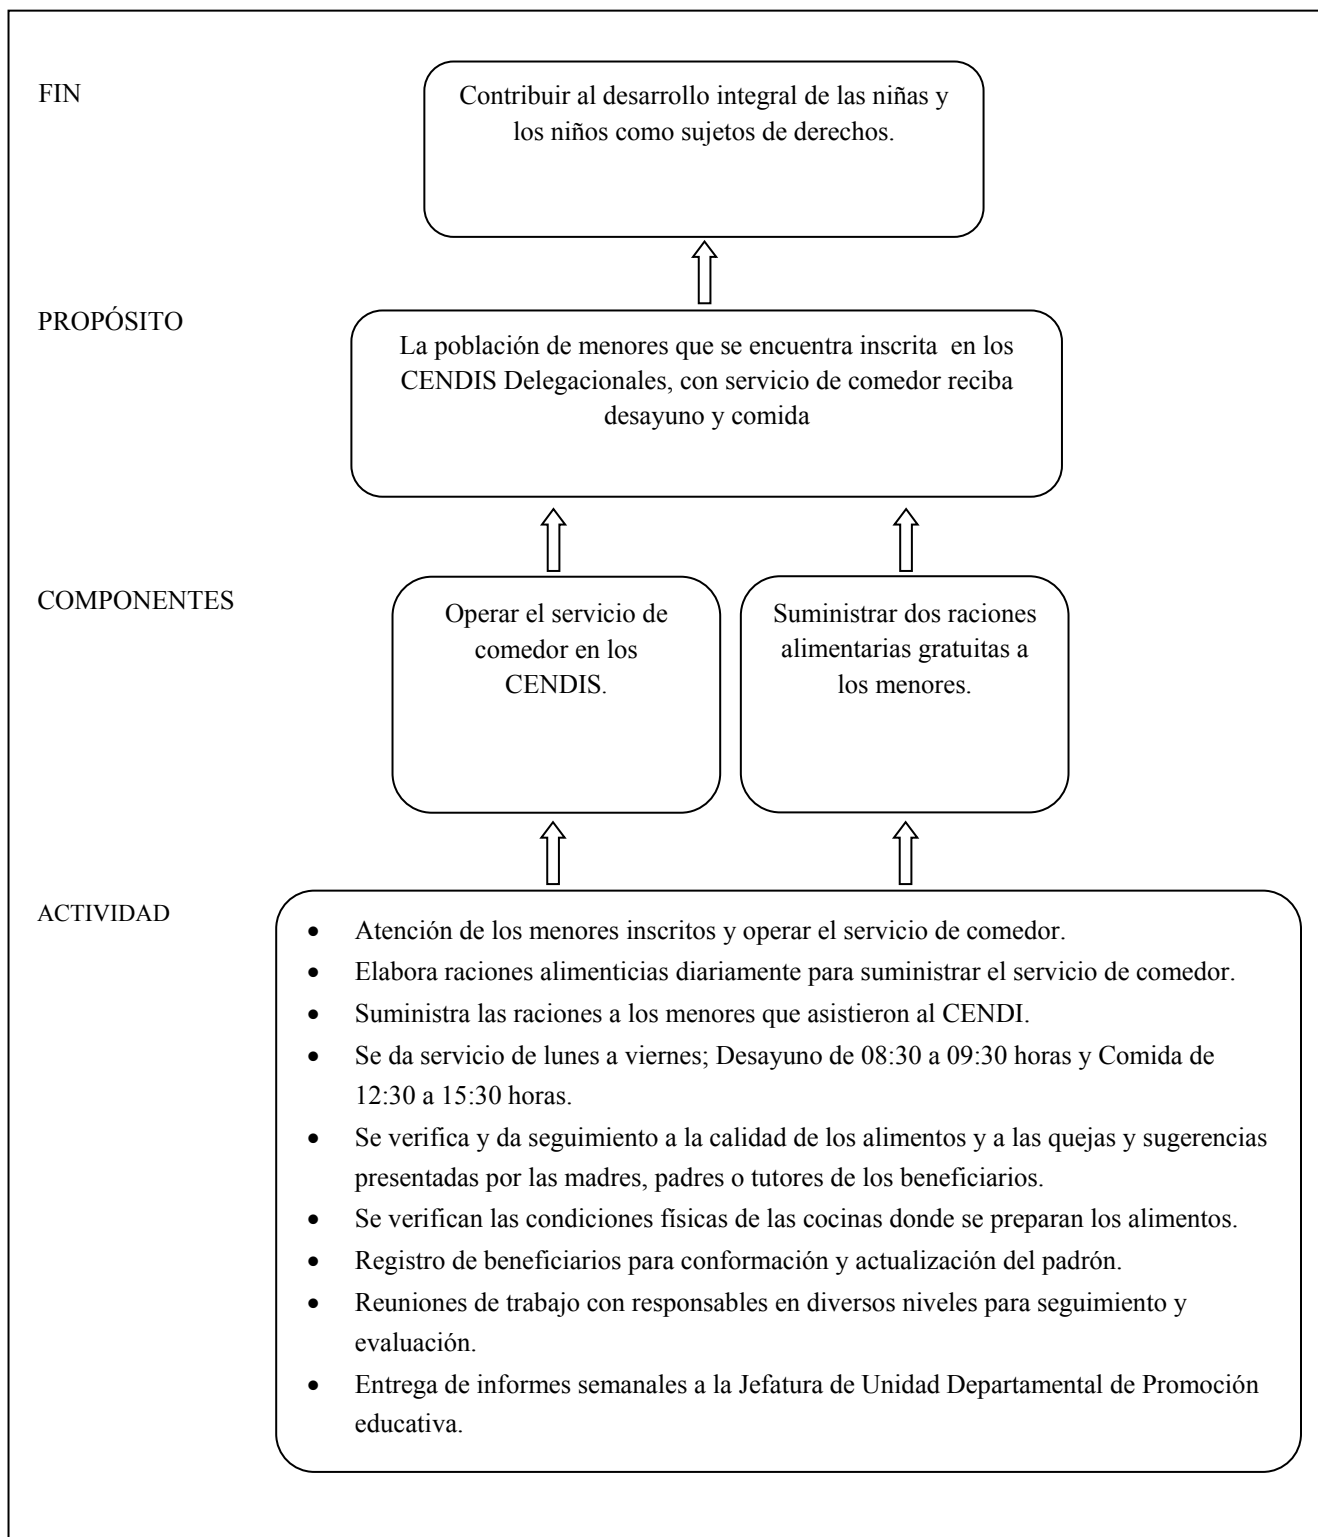 FIN
Contribuir al desarrollo integral de las niñas y
los niños como sujetos de derechos.
PROPÓSITO
La población de menores que se encuentra inscrita en los
CENDIS Delegacionales, con servicio de comedor reciba
desayuno y comida
COMPONENTES
Operar el servicio de
comedor en los
CENDIS.
Suministrar dos raciones
alimentarias gratuitas a
los menores.
ACTIVIDAD
• Atención de los menores inscritos y operar el servicio de comedor.
• Elabora raciones alimenticias diariamente para suministrar el servicio de comedor.
• Suministra las raciones a los menores que asistieron al CENDI.
• Se da servicio de lunes a viernes; Desayuno de 08:30 a 09:30 horas y Comida de
12:30 a 15:30 horas.
• Se verifica y da seguimiento a la calidad de los alimentos y a las quejas y sugerencias
presentadas por las madres, padres o tutores de los beneficiarios.
• Se verifican las condiciones físicas de las cocinas donde se preparan los alimentos.
• Registro de beneficiarios para conformación y actualización del padrón.
• Reuniones de trabajo con responsables en diversos niveles para seguimiento y
evaluación.
• Entrega de informes semanales a la Jefatura de Unidad Departamental de Promoción
educativa.